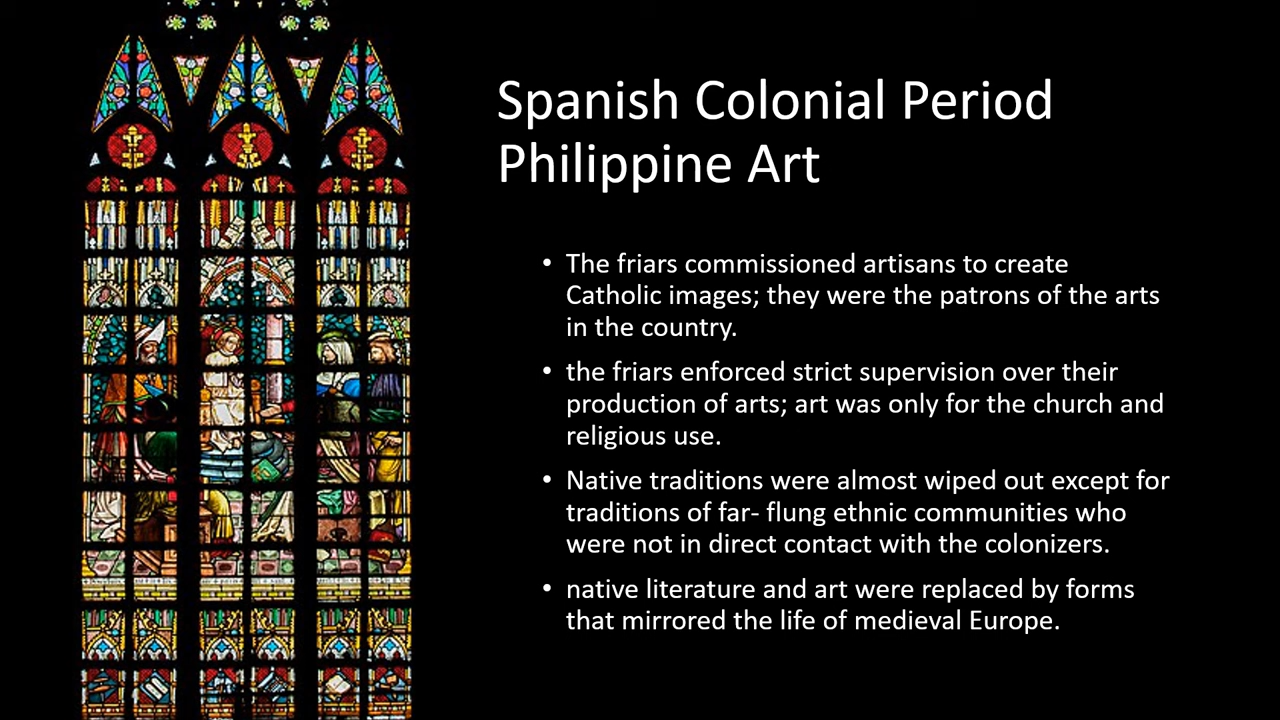 Spanish Colonial Period
Philippine Art
• The friars commissioned artisans to create
Catholic images; they were the patrons of the arts
in the country.
• the friars enforced strict supervision over their
production of arts; art was only for the church and
religious use.
• Native traditions were almost wiped out except for
traditions of far- flung ethnic communities who
were not in direct contact with the colonizers.
• native literature and art were replaced by forms
that mirrored the life of medieval Europe.